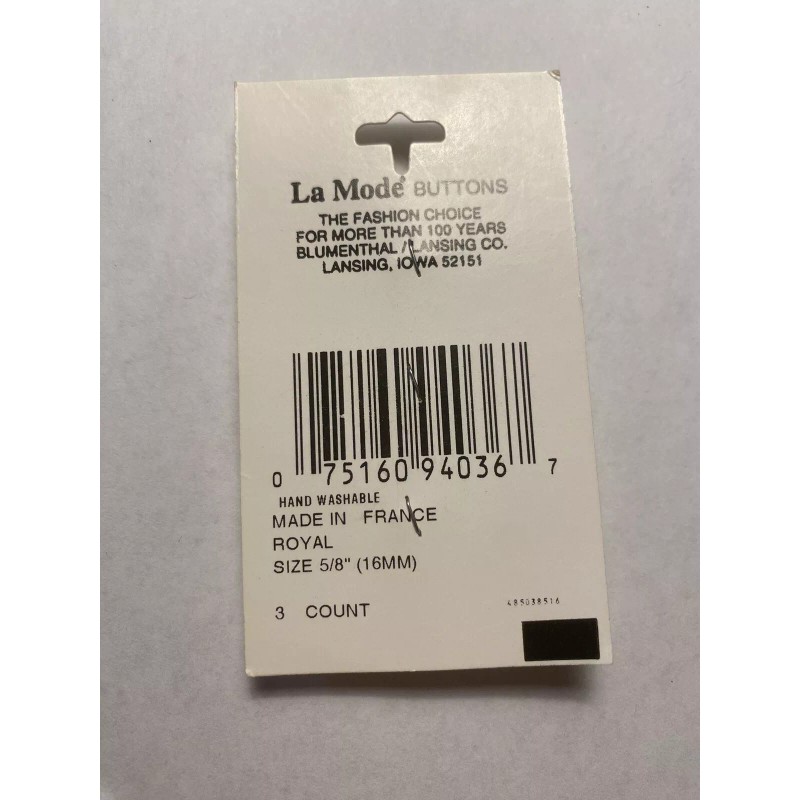 La Mode® BUTTONS
THE FASHION CHOICE
FOR MORE THAN 100 YEARS
BLUMENTHAL / LANSING CO.
LANSING, IOWA 52151
0 75160 94036 7
HAND WASHABLE
MADE IN FRANCE
ROYAL
SIZE 5/8" (16MM)
485038516
3 COUNT